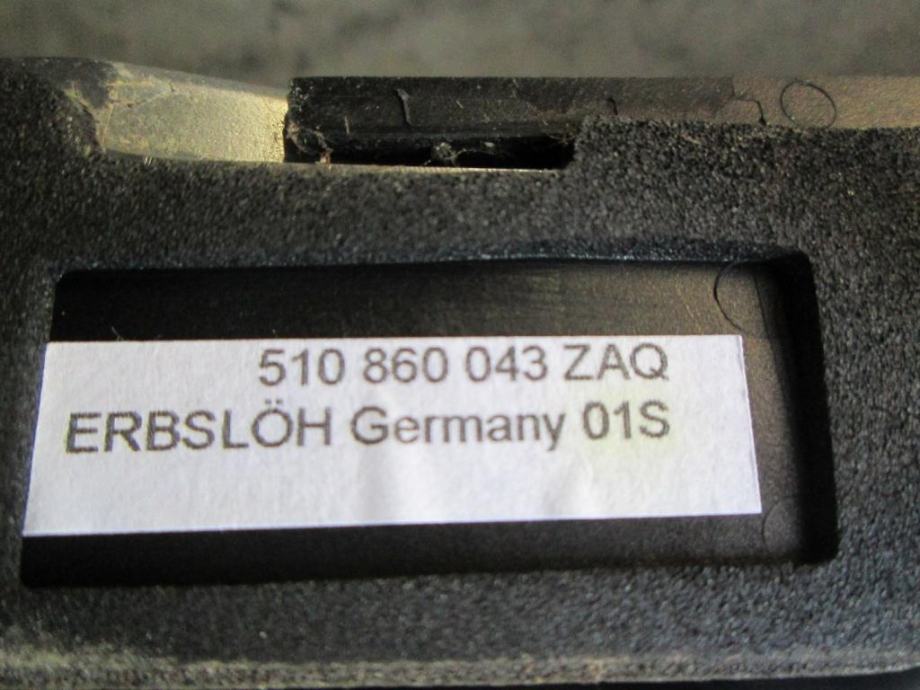 510 860 043 ZAQ
ERBSLÖH Germany 01S